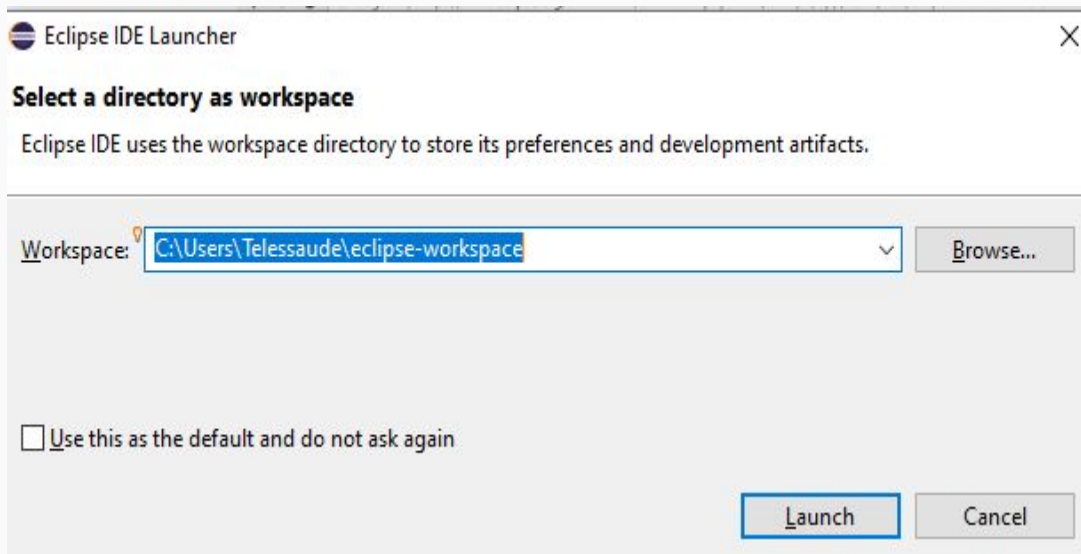 Eclipse IDE Launcher
Select a directory as workspace
Eclipse IDE uses the workspace directory to store its preferences and development artifacts.
Workspace: C:\Users\Telessaude\eclipse-workspace Browse...
Use this as the default and do not ask again
Launch Cancel